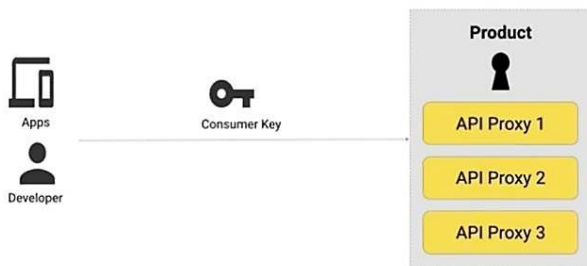 Apps
Developer
Consumer Key
Product
API Proxy 1
API Proxy 2
API Proxy 3